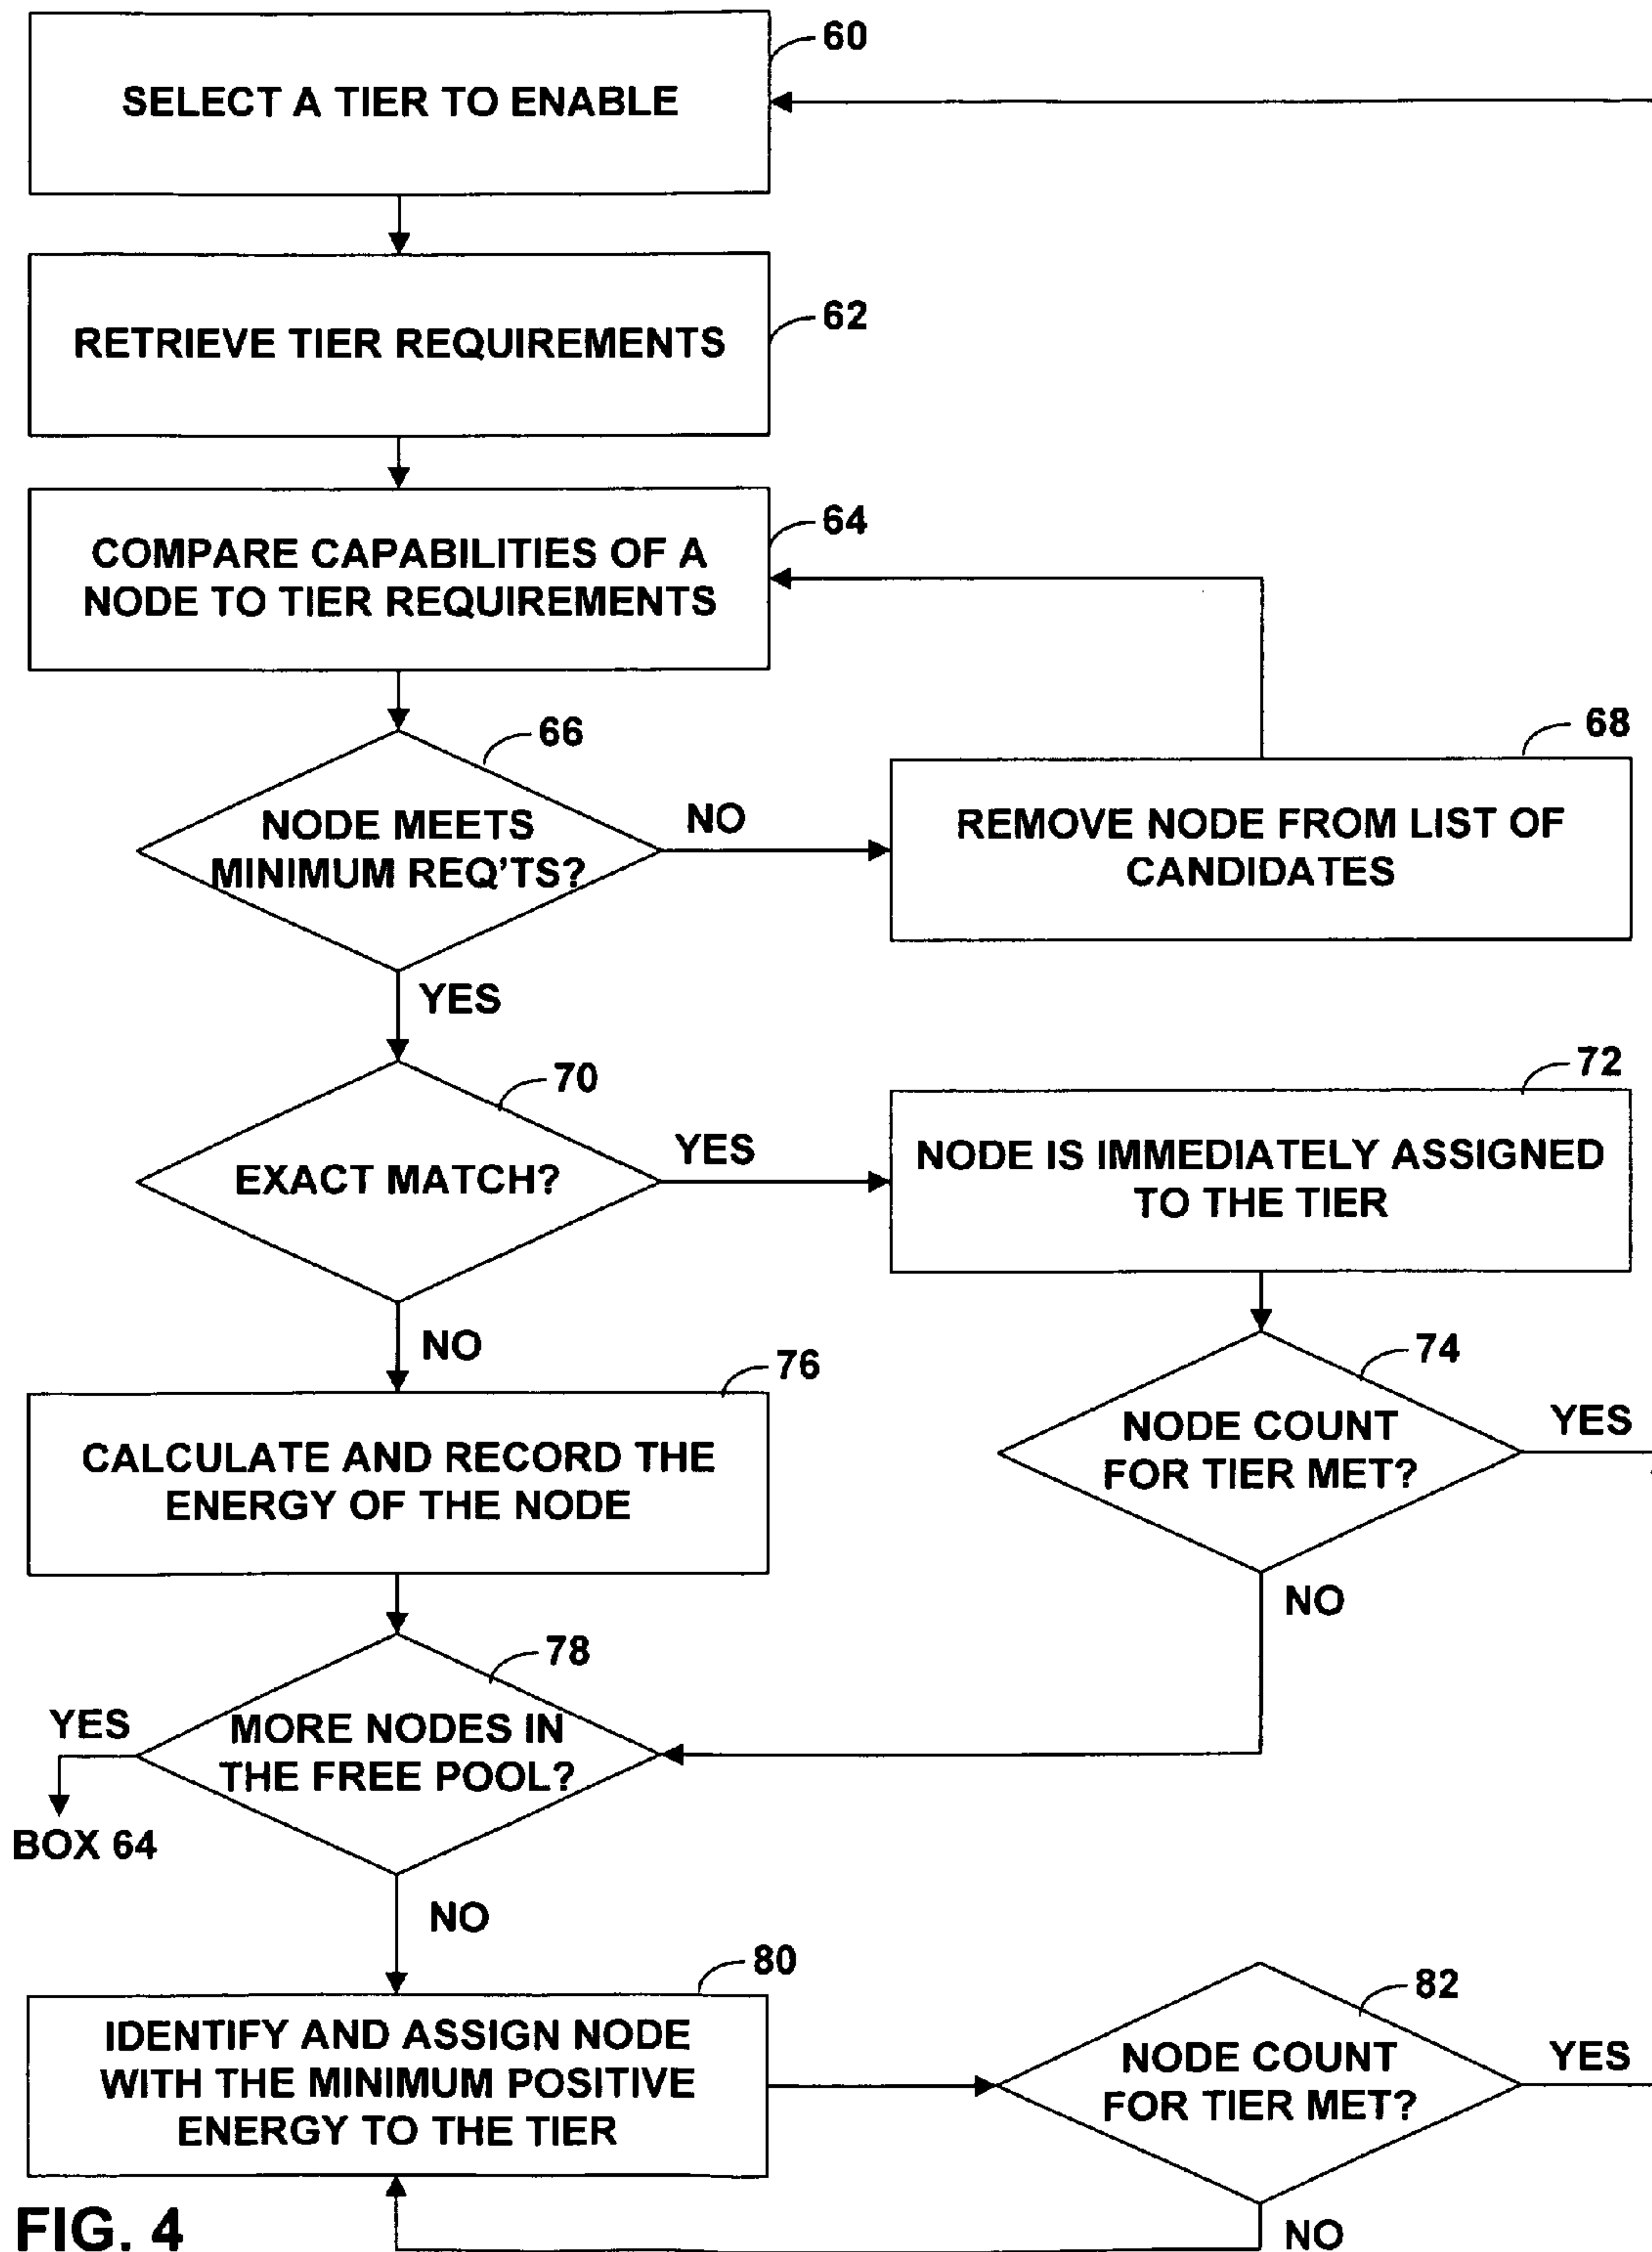 60
SELECT A TIER TO ENABLE
62
RETRIEVE TIER REQUIREMENTS
64
COMPARE CAPABILITIES OF A
NODE TO TIER REQUIREMENTS
66
NODE MEETS
MINIMUM REQ'TS?
NO
68
REMOVE NODE FROM LIST OF
CANDIDATES
YES
70
EXACT MATCH?
YES
72
NODE IS IMMEDIATELY ASSIGNED
TO THE TIER
NO
74
NODE COUNT
FOR TIER MET?
YES
NO
76
CALCULATE AND RECORD THE
ENERGY OF THE NODE
78
MORE NODES IN
THE FREE POOL?
YES
BOX 64
NO
80
IDENTIFY AND ASSIGN NODE
WITH THE MINIMUM POSITIVE
ENERGY TO THE TIER
82
NODE COUNT
FOR TIER MET?
YES
NO
FIG. 4